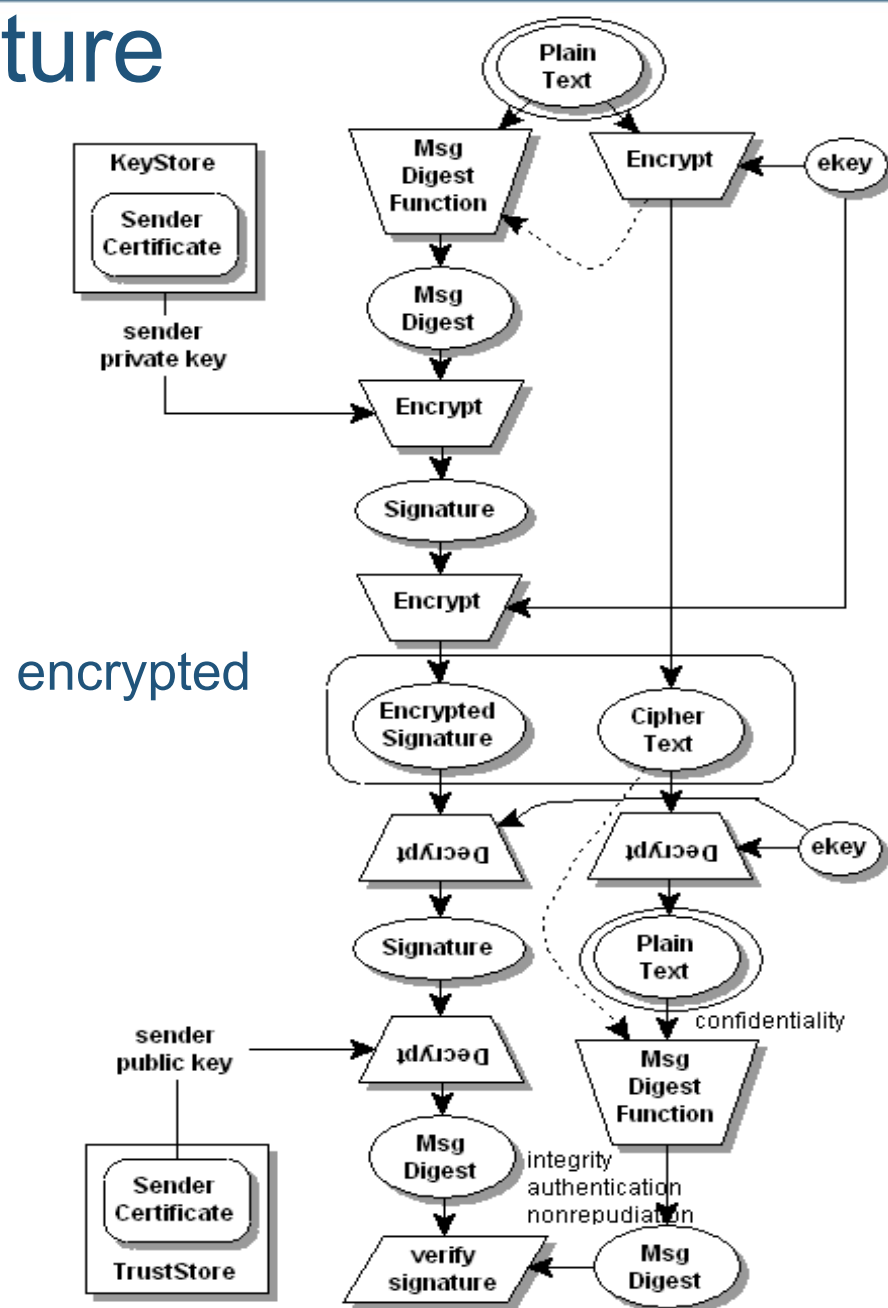 ture
Plain
Text
Msg
Digest
Function
Encrypt
ekey
KeyStore
Sender
Certificate
sender
private key
Msg
Digest
Encrypt
Signature
Encrypt
encrypted
Encrypted
Signature
Cipher
Text
Decrypt
Decrypt
ekey
Signature
Plain
Text
confidentiality
sender
public key
Decrypt
Msg
Digest
Function
Msg
Digest
integrity
authentication
nonrepudiation
Sender
Certificate
TrustStore
verify
signature
Msg
Digest